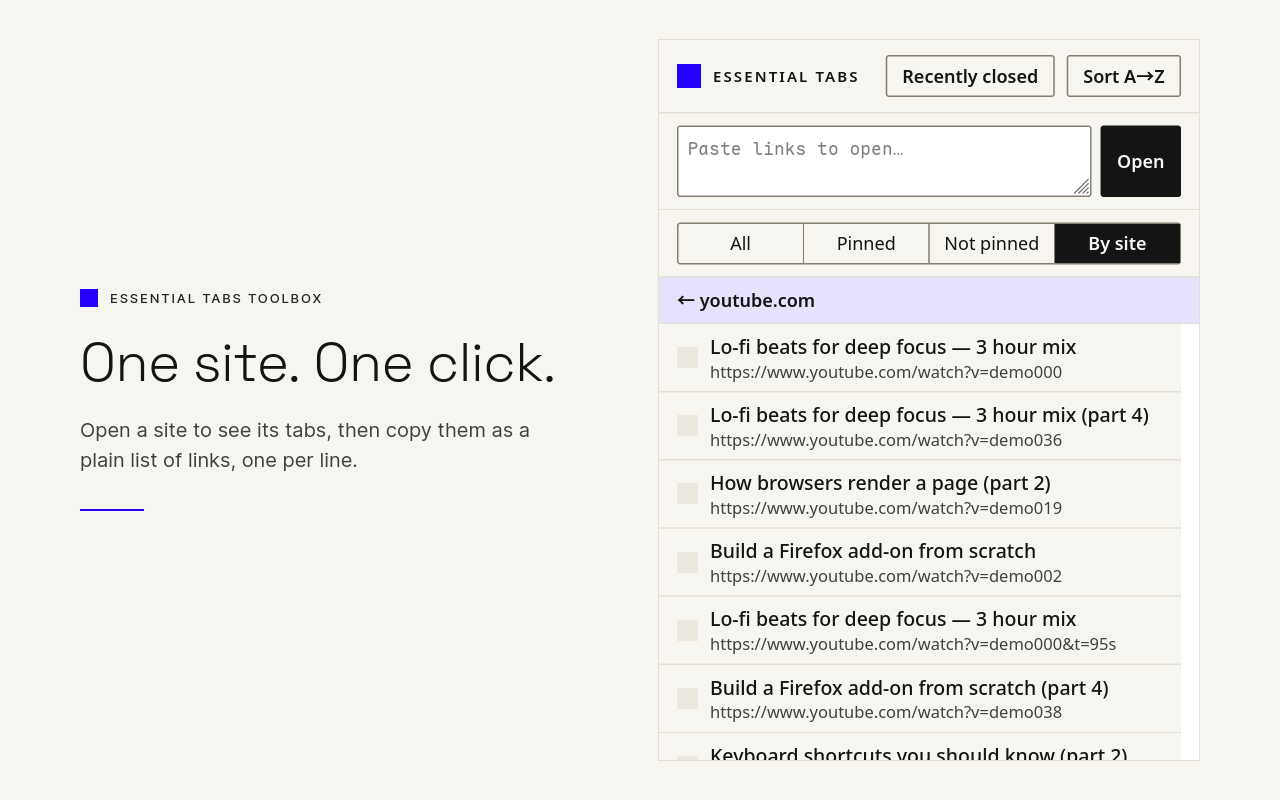 ESSENTIAL TABS TOOLBOX
One site. One click.
Open a site to see its tabs, then copy them as a
plain list of links, one per line.
ESSENTIAL TABS
Recently closed
Sort A→Z
Paste links to open…
Open
All
Pinned
Not pinned
By site
← youtube.com
Lo-fi beats for deep focus — 3 hour mix
https://www.youtube.com/watch?v=demo000
Lo-fi beats for deep focus — 3 hour mix (part 4)
https://www.youtube.com/watch?v=demo036
How browsers render a page (part 2)
https://www.youtube.com/watch?v=demo019
Build a Firefox add-on from scratch
https://www.youtube.com/watch?v=demo002
Lo-fi beats for deep focus — 3 hour mix
https://www.youtube.com/watch?v=demo000&t=95s
Build a Firefox add-on from scratch (part 4)
https://www.youtube.com/watch?v=demo038
Keyboard shortcuts you should know (part 2)